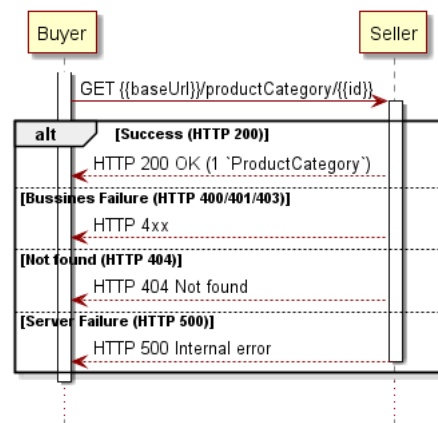 Buyer
Seller
GET {{baseUrl}}/productCategory/{{id}}
alt
[Success (HTTP 200)]
HTTP 200 OK (1 `ProductCategory`)
[Bussines Failure (HTTP 400/401/403)]
HTTP 4xx
[Not found (HTTP 404)]
HTTP 404 Not found
[Server Failure (HTTP 500)]
HTTP 500 Internal error